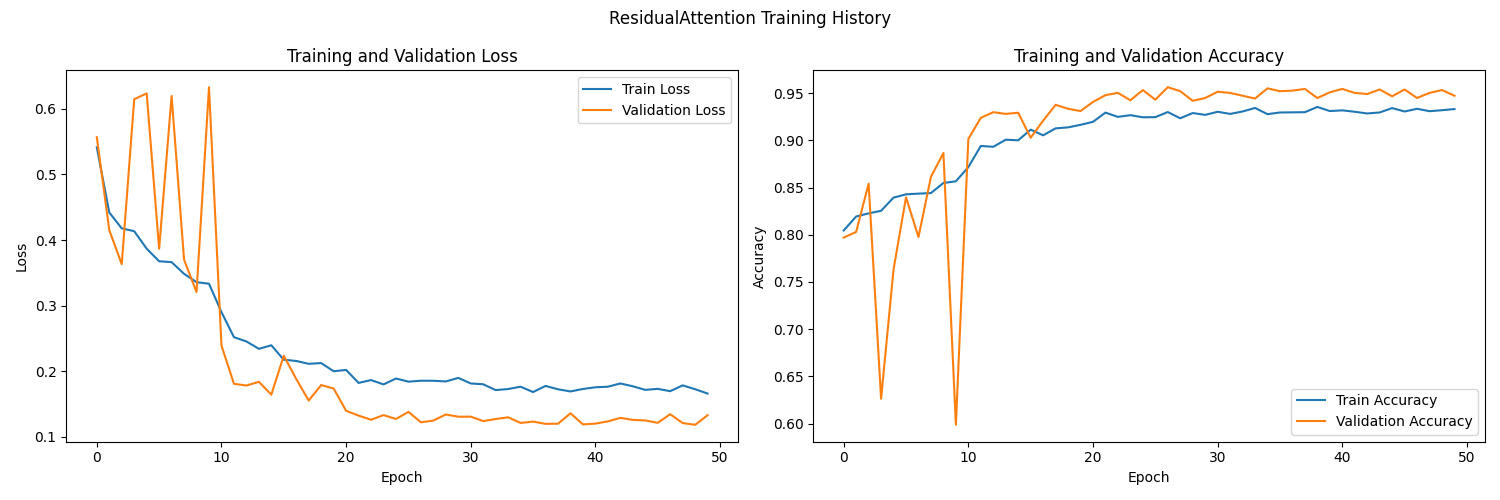 ResidualAttention Training History
Training and Validation Loss
Train Loss
Validation Loss
0.6
0.5
0.4
0.3
0.2
0.1
Loss
0 10 20 30 40 50
Epoch
Training and Validation Accuracy
0.95
0.90
0.85
0.80
0.75
0.70
0.65
0.60
Accuracy
Train Accuracy
Validation Accuracy
0 10 20 30 40 50
Epoch